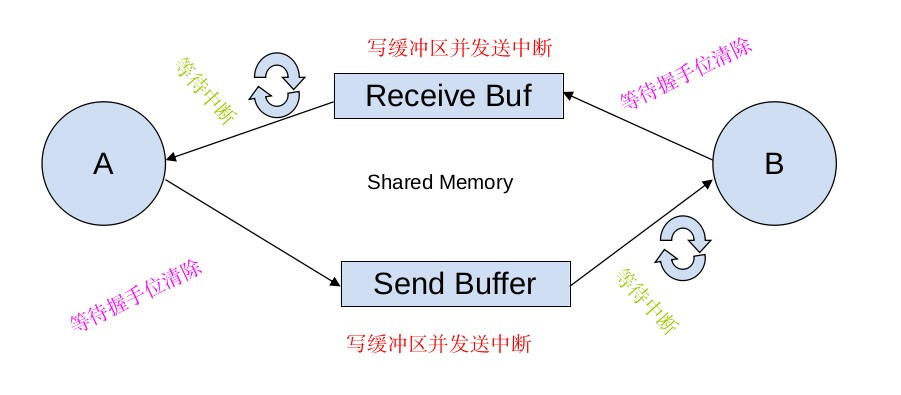 写缓冲区并发送中断
等待中断
等待握手位清除
Receive Buf
A
B
Shared Memory
Send Buffer
等待握手位清除
等待中断
写缓冲区并发送中断